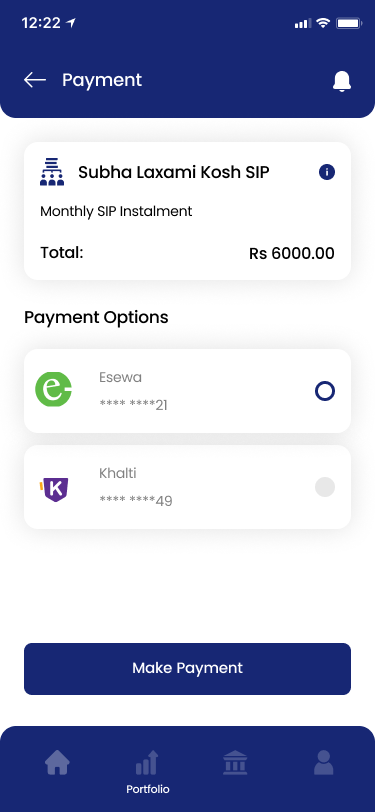 12:22
Payment
Subha Laxami Kosh SIP
i
Monthly SIP Instalment
Total: Rs 6000.00
Payment Options
e
Esewa
**** ****21
K
Khalti
**** ****49
Make Payment
Portfolio